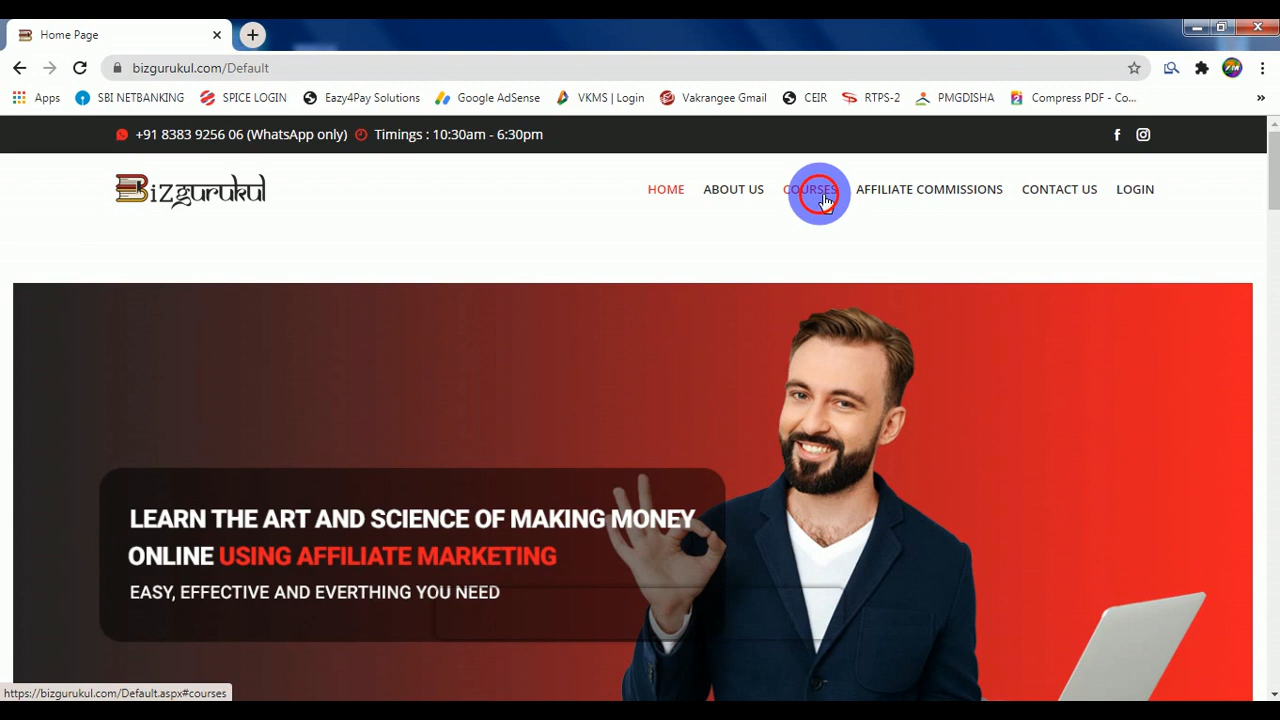 Home Page
bizgurukul.com/Default
Apps SBI NETBANKING SPICE LOGIN Eazy4Pay Solutions Google AdSense VKMS | Login Vakrangee Gmail CEIR RTPS-2 PMGDISHA Compress PDF - Co... »
+91 8383 9256 06 (WhatsApp only) Timings : 10:30am - 6:30pm
Bizgurukul HOME ABOUT US COURSES AFFILIATE COMMISSIONS CONTACT US LOGIN
LEARN THE ART AND SCIENCE OF MAKING MONEY
ONLINE USING AFFILIATE MARKETING
EASY, EFFECTIVE AND EVERTHING YOU NEED
https://bizgurukul.com/Default.aspx#courses